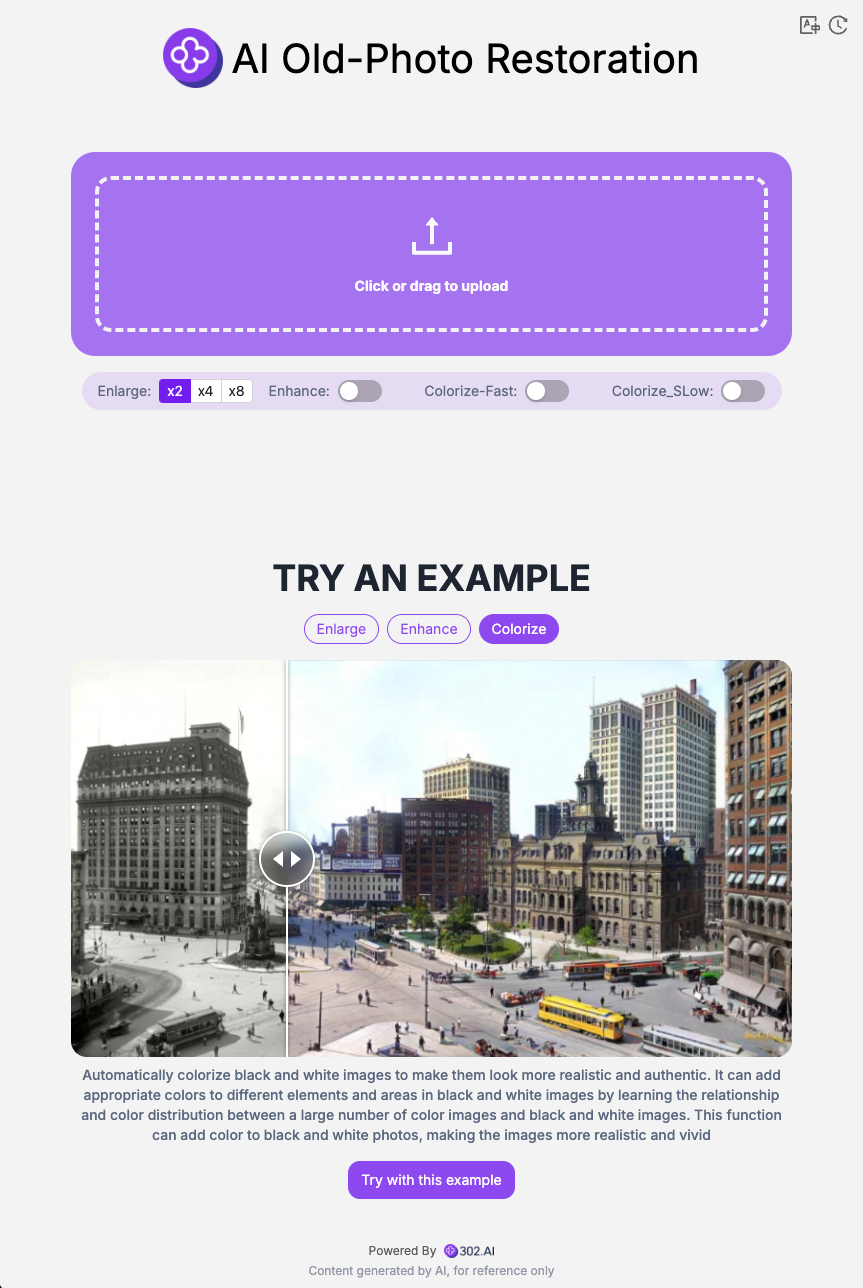 AI Old-Photo Restoration
Click or drag to upload
Enlarge: x2 x4 x8 Enhance: Colorize-Fast: Colorize_SLow:
TRY AN EXAMPLE
Enlarge Enhance Colorize
Automatically colorize black and white images to make them look more realistic and authentic. It can add
appropriate colors to different elements and areas in black and white images by learning the relationship
and color distribution between a large number of color images and black and white images. This function
can add color to black and white photos, making the images more realistic and vivid
Try with this example
Powered By 302.AI
Content generated by AI, for reference only